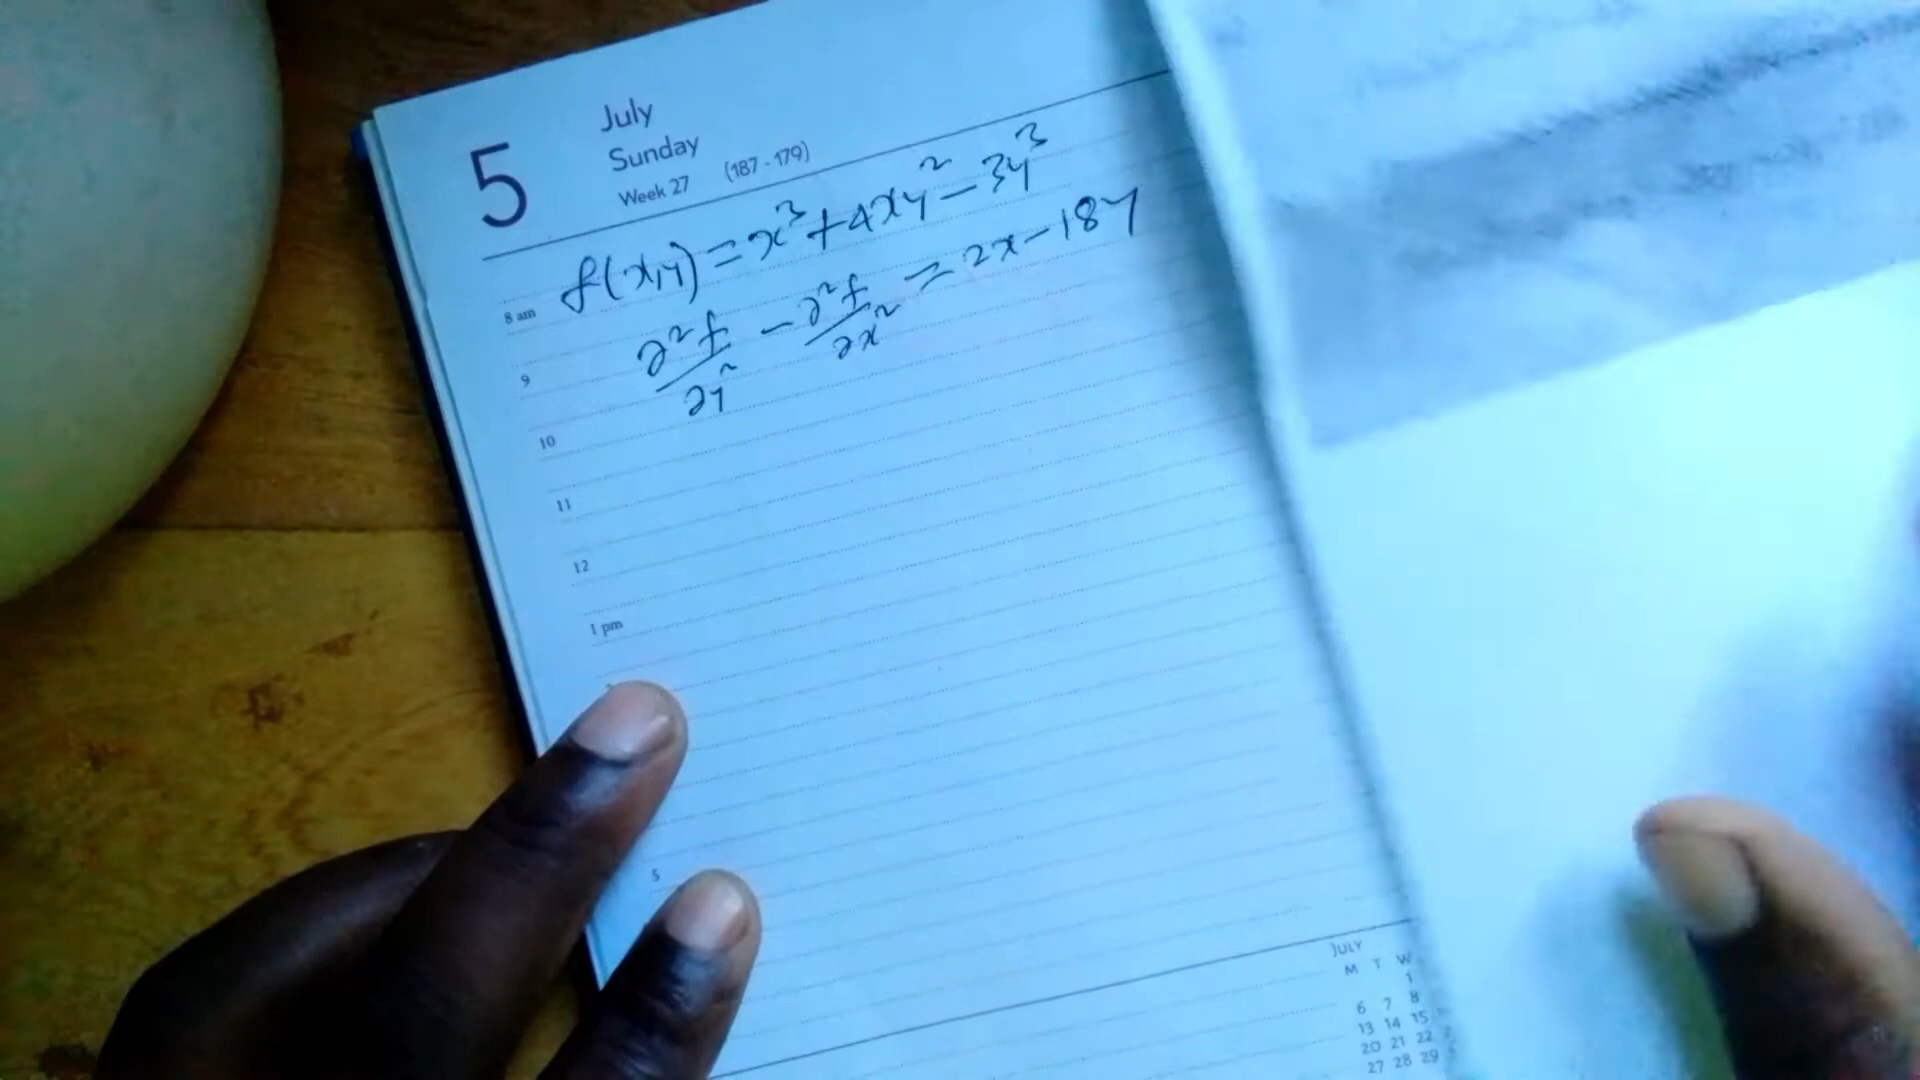 5
July
Sunday
Week 27 (187 - 179)
f(x,y) = x³ + 4xy² - 3y³
8 am
∂²f/∂y² - ∂²f/∂x² = 2x - 18y
9
10
11
12
1 pm
5
JULY
M T W
1
6 7 8
13 14 15
20 21 22
27 28 29